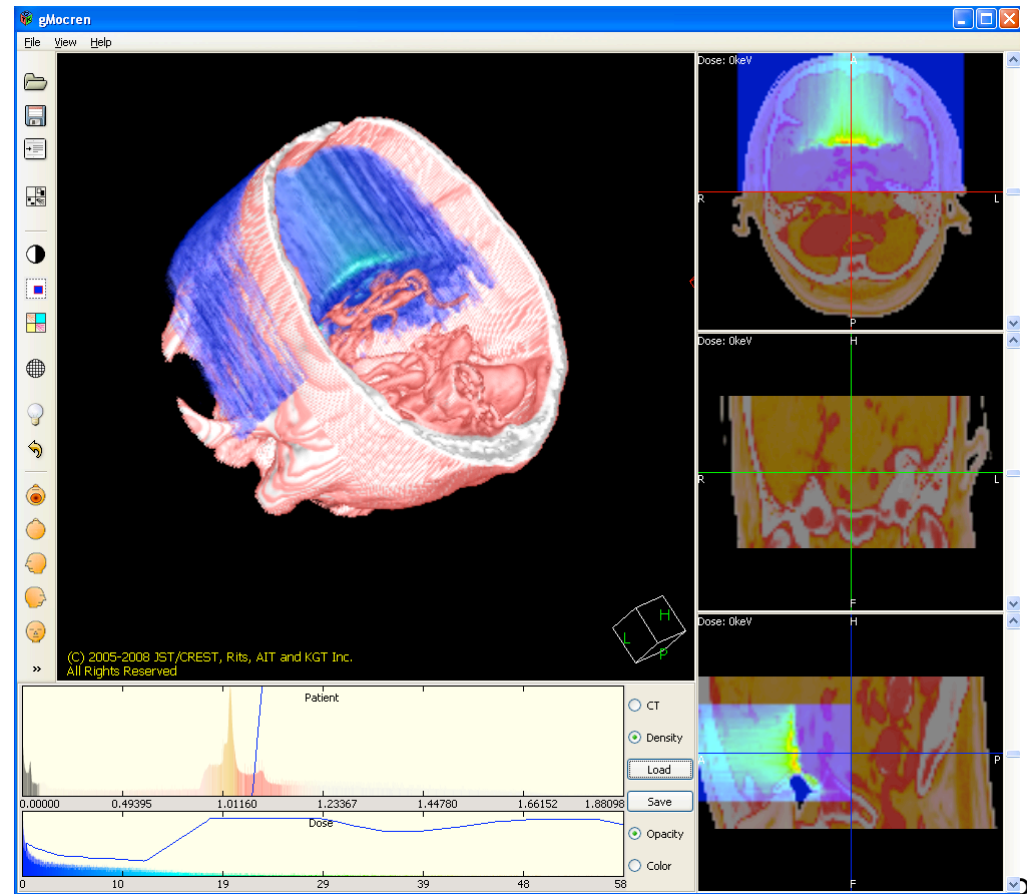 gMocren
File View Help
Dose: 0keV
A
R L
P
Dose: 0keV
H
R L
F
Dose: 0keV
H
A P
F
L H
P
(C) 2005-2008 JST/CREST, Rits, AIT and KGT Inc.
All Rights Reserved
»
Patient
0.00000 0.49395 1.01160 1.23367 1.44780 1.66152 1.88098
CT
Density
Load
Save
Dose
0 10 19 29 39 48 58
Opacity
Color